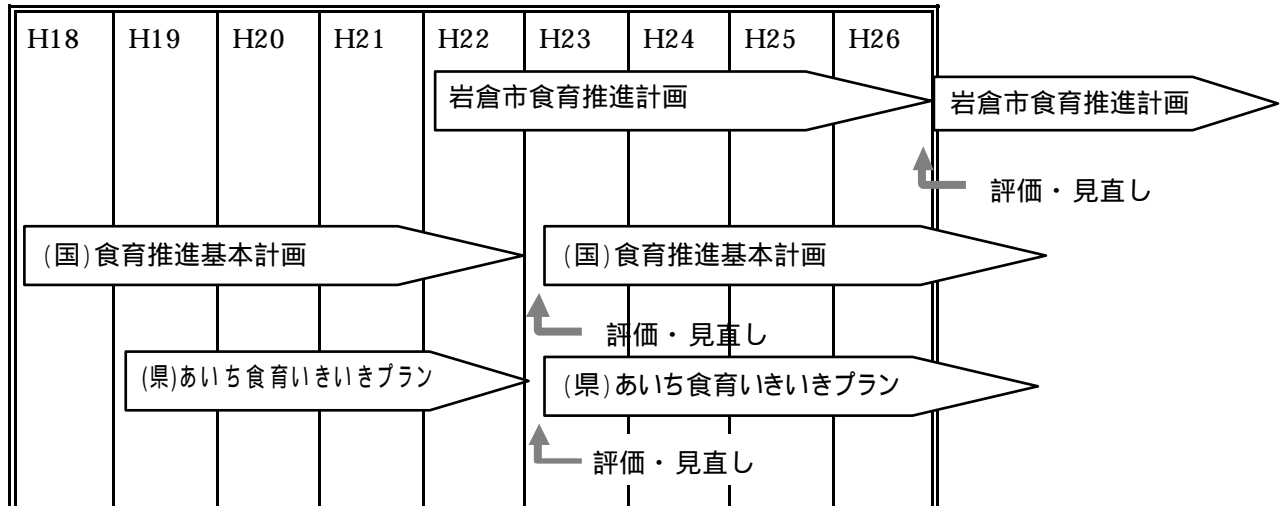 H18 H19 H20 H21 H22 H23 H24 H25 H26
岩倉市食育推進計画 岩倉市食育推進計画
評価・見直し
(国)食育推進基本計画 (国)食育推進基本計画
評価・見直し
(県)あいち食育いきいきプラン (県)あいち食育いきいきプラン
評価・見直し